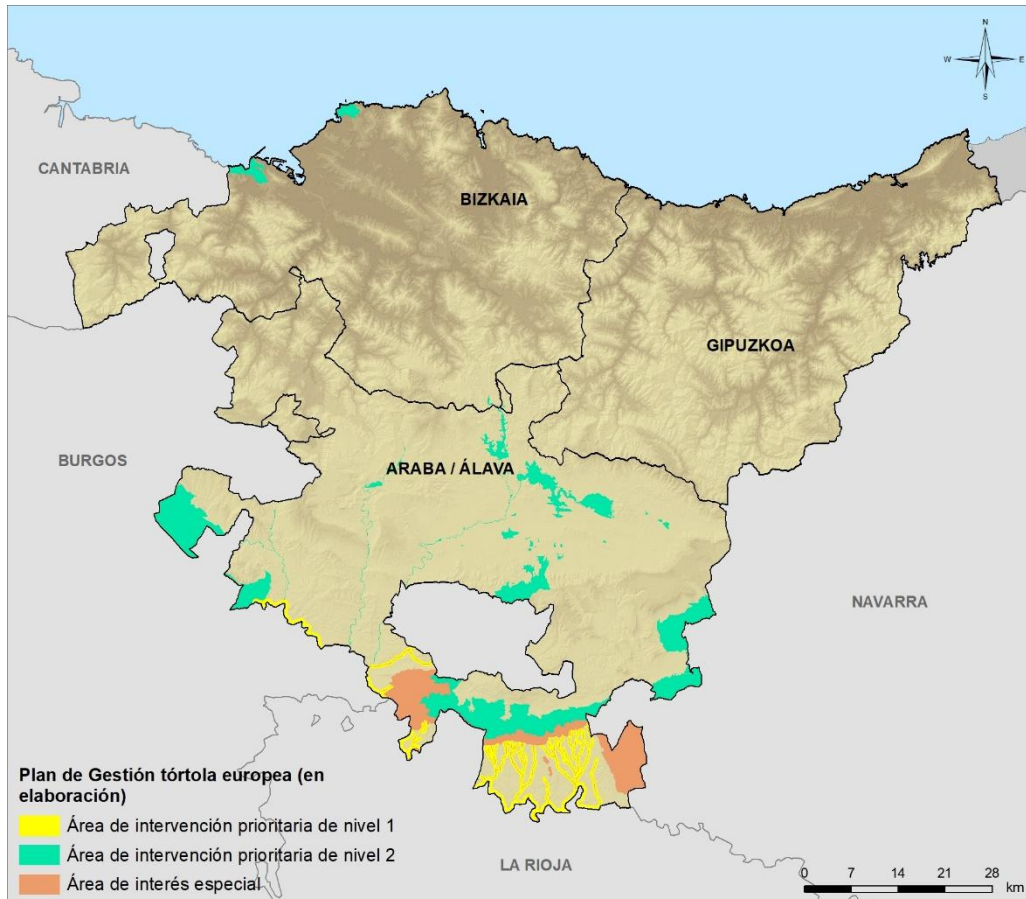 N
W E
S
CANTABRIA
BIZKAIA
GIPUZKOA
BURGOS
ARABA / ÁLAVA
NAVARRA
Plan de Gestión tórtola europea (en
elaboración)
Área de intervención prioritaria de nivel 1
Área de intervención prioritaria de nivel 2
Área de interés especial
LA RIOJA
0 7 14 21 28
km